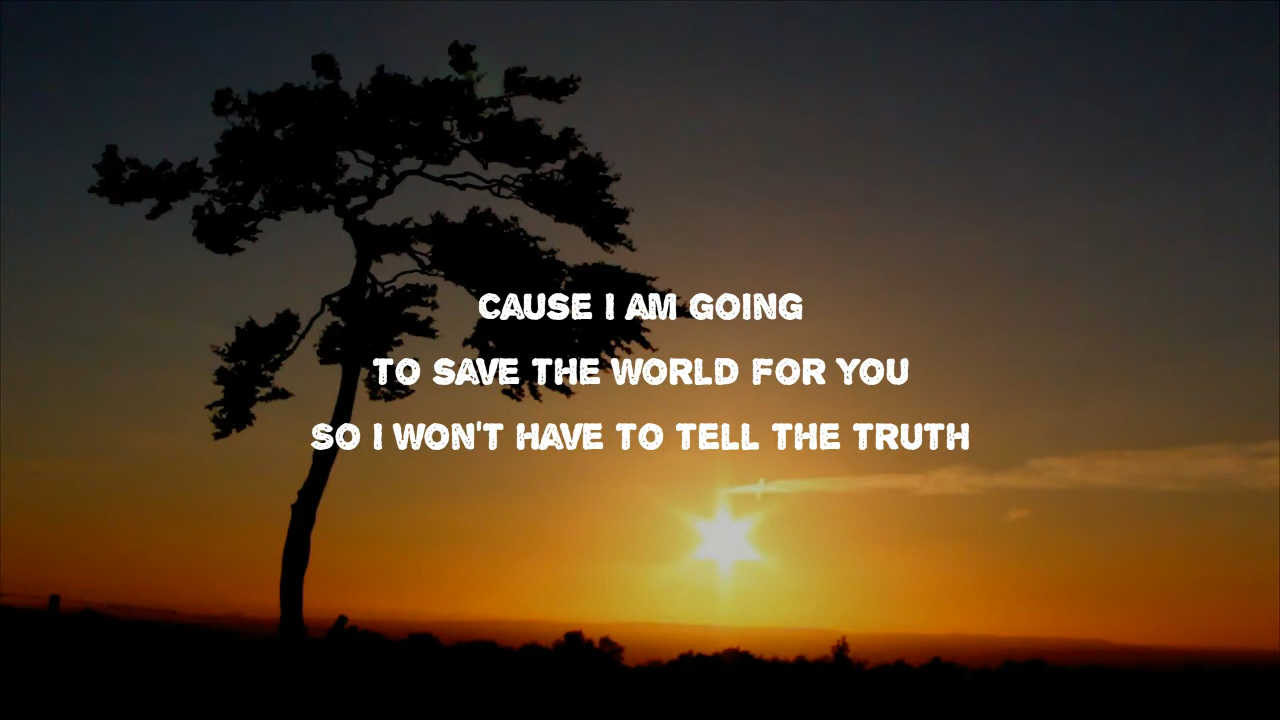 CAUSE I AM GOING
TO SAVE THE WORLD FOR YOU
SO I WON'T HAVE TO TELL THE TRUTH